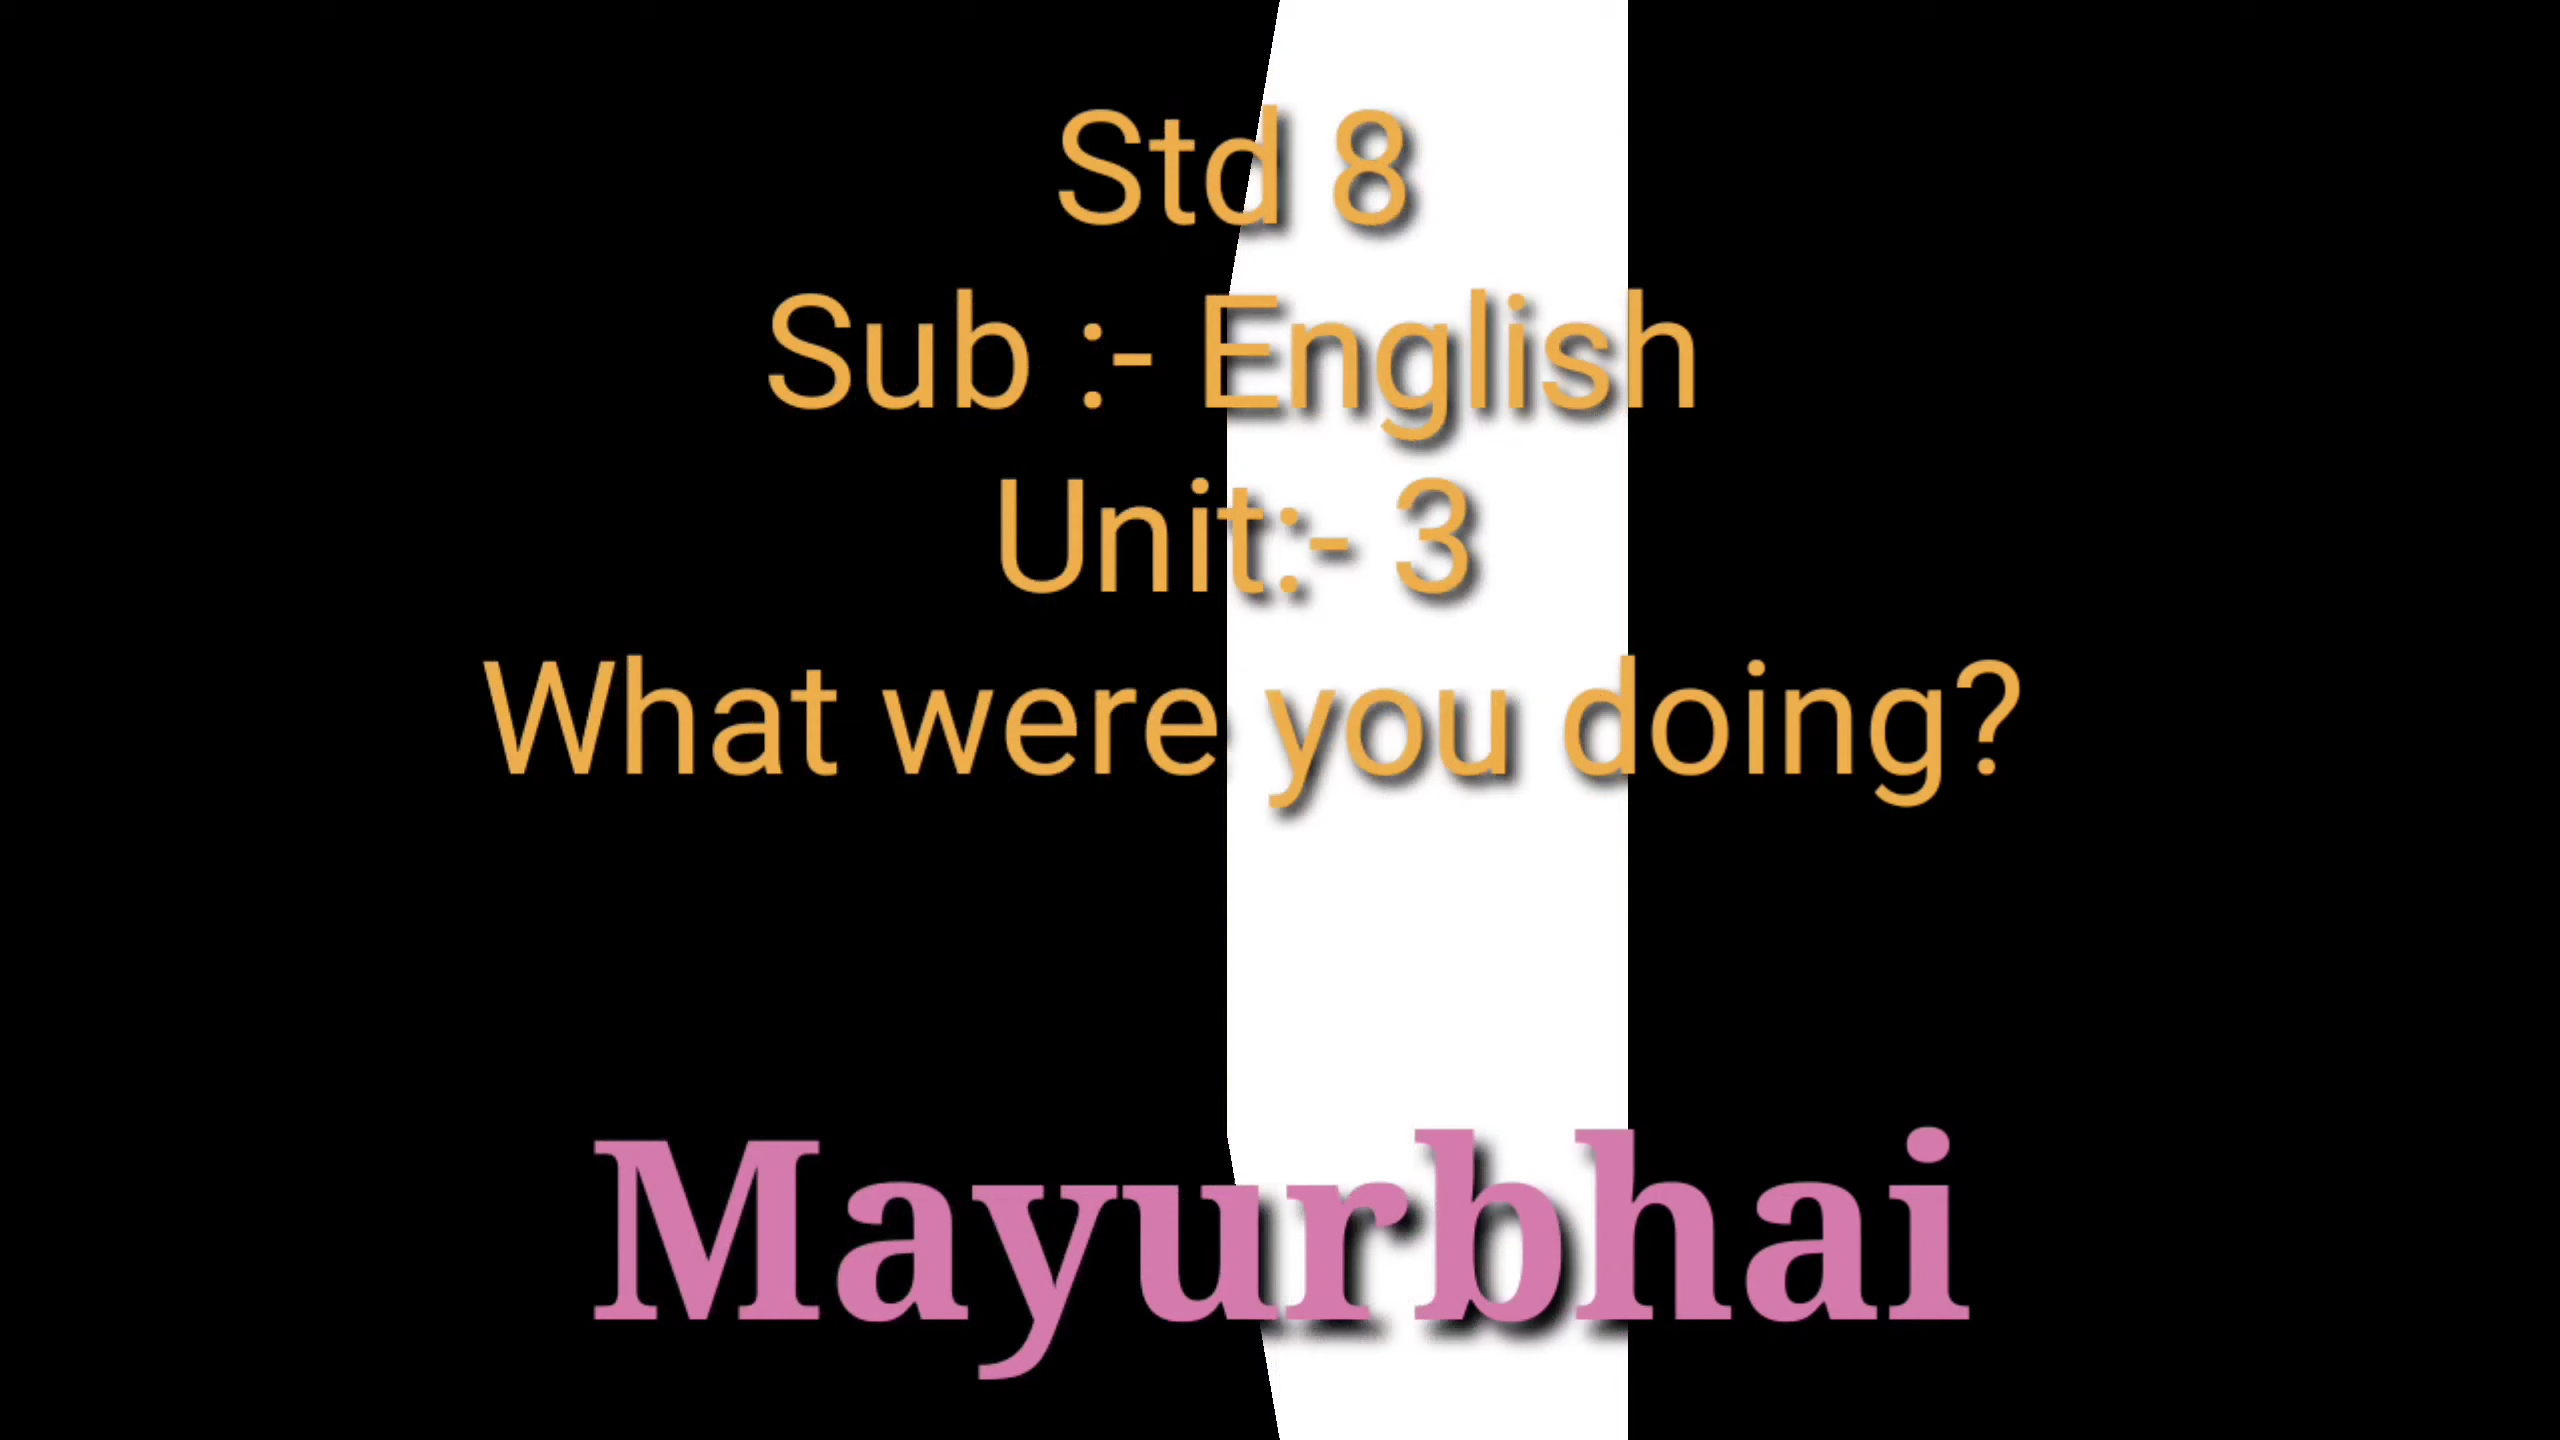 Std 8
Sub :- English
Unit:- 3
What were you doing?
Mayurbhai